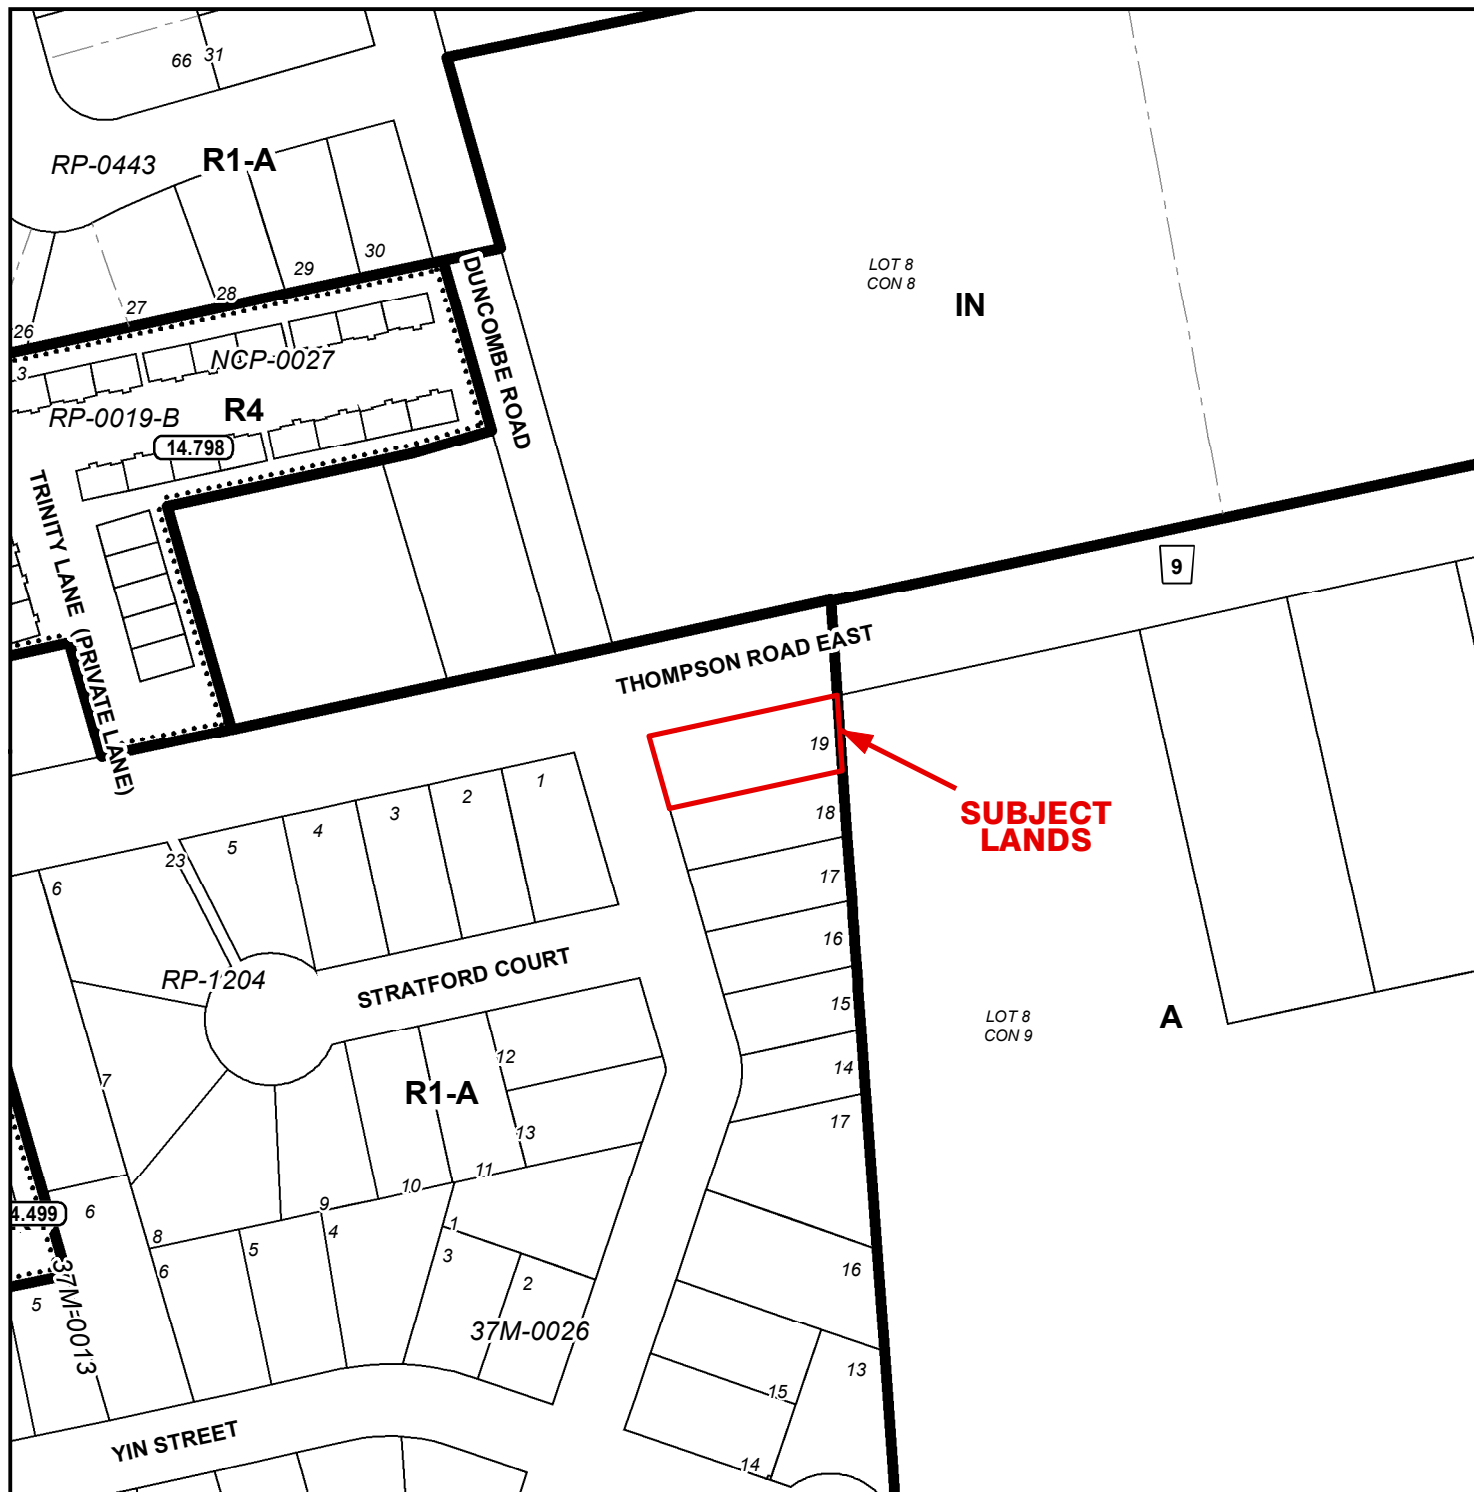 66
31
RP-0443
R1-A
30
29
28
27
26
DUNCOMBE ROAD
LOT 8
CON 8
IN
3
NCP-0027
RP-0019-B
R4
14.798
TRINITY LANE (PRIVATE LANE)
9
THOMPSON ROAD EAST
19
SUBJECT
LANDS
18
17
16
15
14
17
1
2
3
4
5
23
6
RP-1204
STRATFORD COURT
LOT 8
CON 9
A
7
12
R1-A
13
11
10
9
8
4.499
6
6
5
4
1
3
2
37M-0026
5
37M-0013
16
13
15
14
YIN STREET